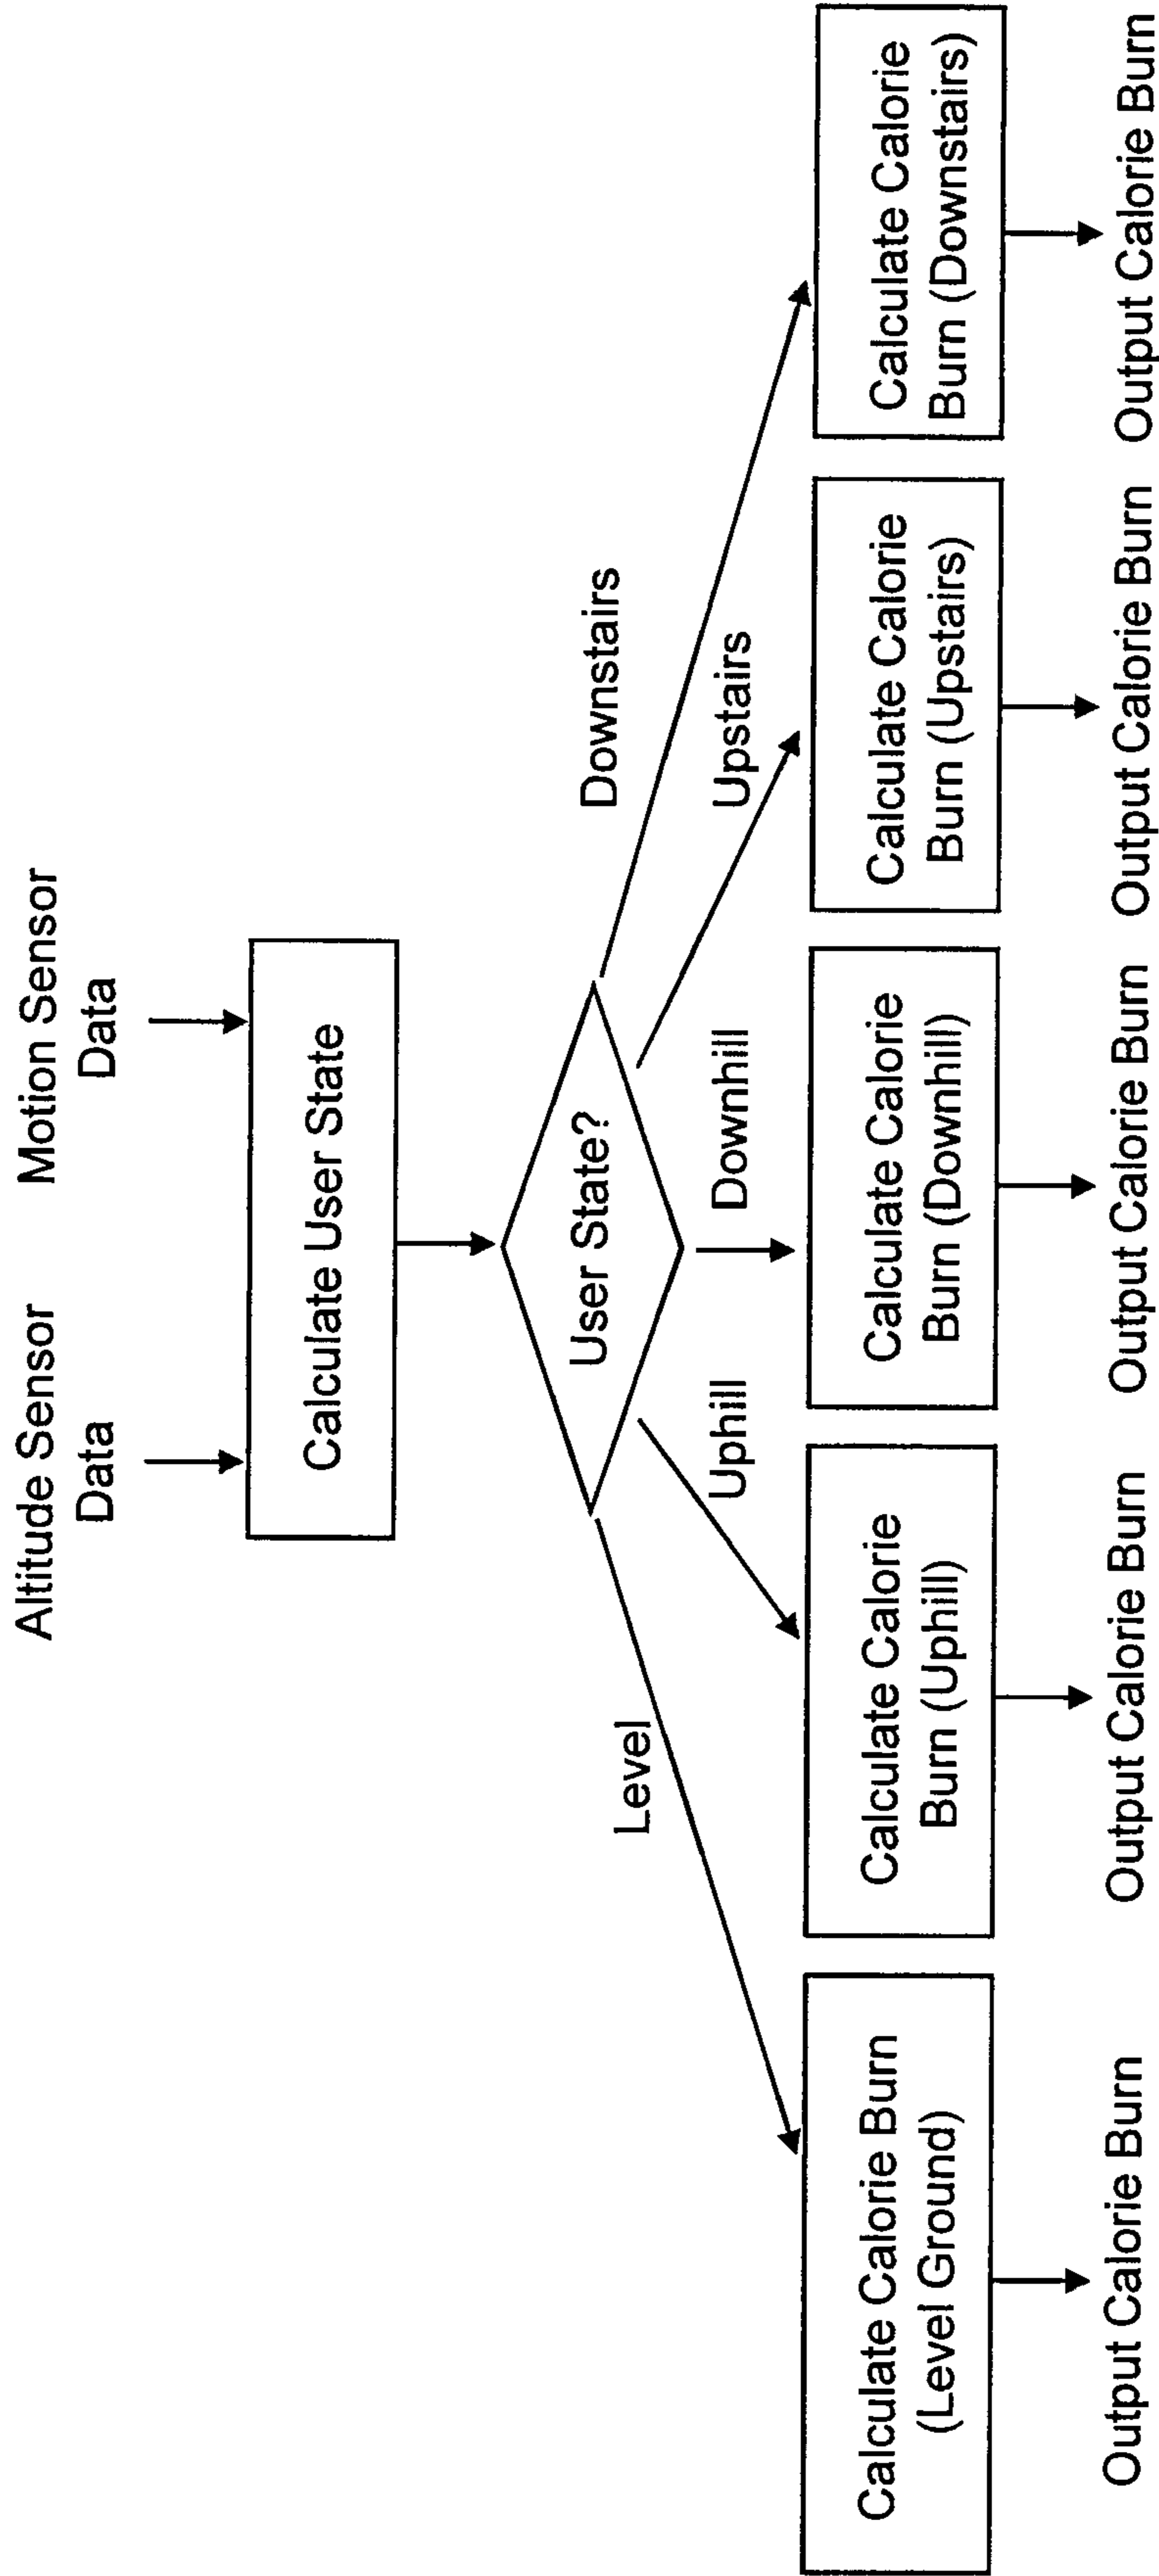 Altitude Sensor
Data
Motion Sensor
Data
Calculate User State
User State?
Level
Uphill
Downhill
Upstairs
Downstairs
Calculate Calorie Burn
(Level Ground)
Calculate Calorie
Burn (Uphill)
Calculate Calorie
Burn (Downhill)
Calculate Calorie
Burn (Upstairs)
Calculate Calorie
Burn (Downstairs)
Output Calorie Burn
Output Calorie Burn
Output Calorie Burn
Output Calorie Burn
Output Calorie Burn